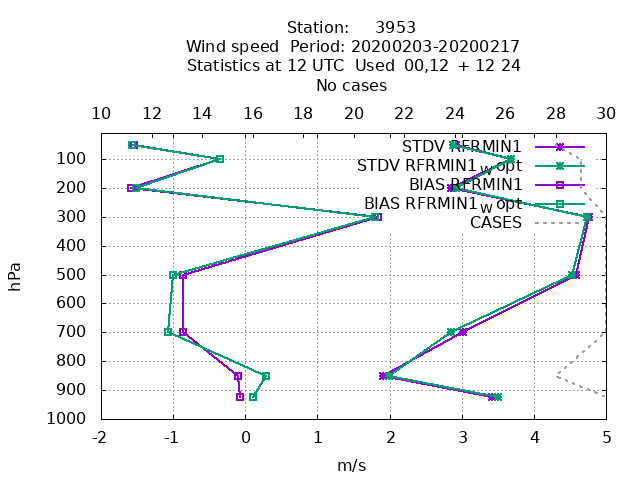 Station: 3953
Wind speed Period: 20200203-20200217
Statistics at 12 UTC Used 00,12 + 12 24
No cases
10 12 14 16 18 20 22 24 26 28 30
STDV RFRMIN1
STDV RFRMIN1_W opt
BIAS RFRMIN1
BIAS RFRMIN1_W opt
CASES
100
200
300
400
500
600
700
800
900
1000
hPa
-2 -1 0 1 2 3 4 5
m/s